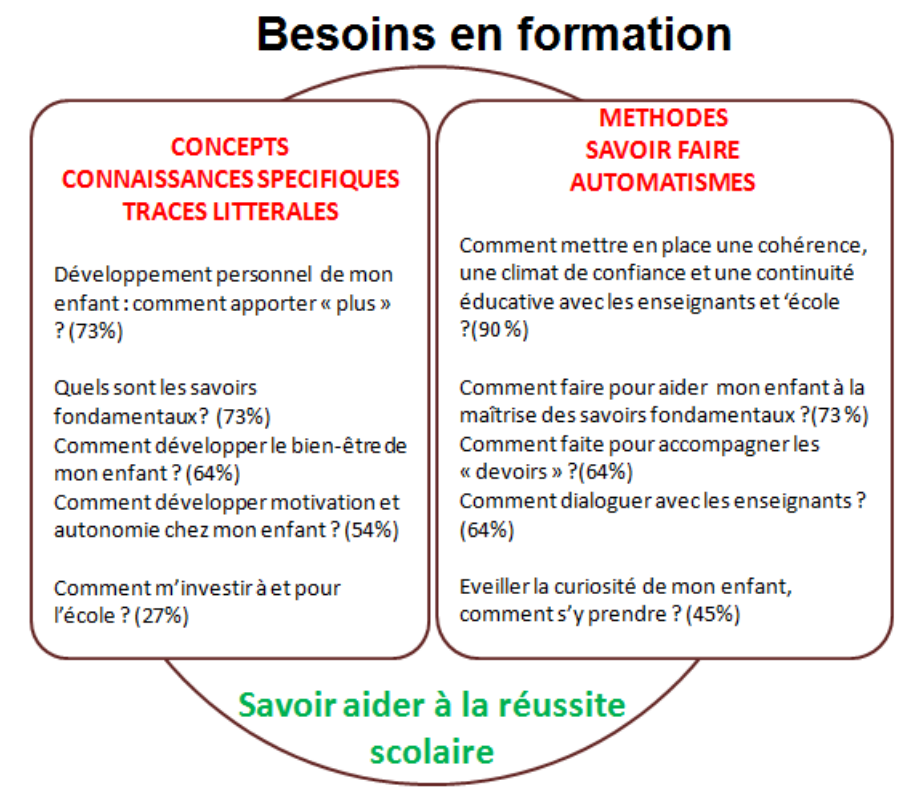 Besoins en formation
CONCEPTS
CONNAISSANCES SPECIFIQUES
TRACES LITTERALES
Développement personnel de mon
enfant : comment apporter « plus »
? (73%)
Quels sont les savoirs
fondamentaux? (73%)
Comment développer le bien-être de
mon enfant ? (64%)
Comment développer motivation et
autonomie chez mon enfant ? (54%)
Comment m’investir à et pour
l’école ? (27%)
METHODES
SAVOIR FAIRE
AUTOMATISMES
Comment mettre en place une cohérence,
une climat de confiance et une continuité
éducative avec les enseignants et ‘école
?(90 %)
Comment faire pour aider mon enfant à la
maîtrise des savoirs fondamentaux ?(73 %)
Comment faite pour accompagner les
« devoirs » ?(64%)
Comment dialoguer avec les enseignants ?
(64%)
Eveiller la curiosité de mon enfant,
comment s’y prendre ? (45%)
Savoir aider à la réussite
scolaire